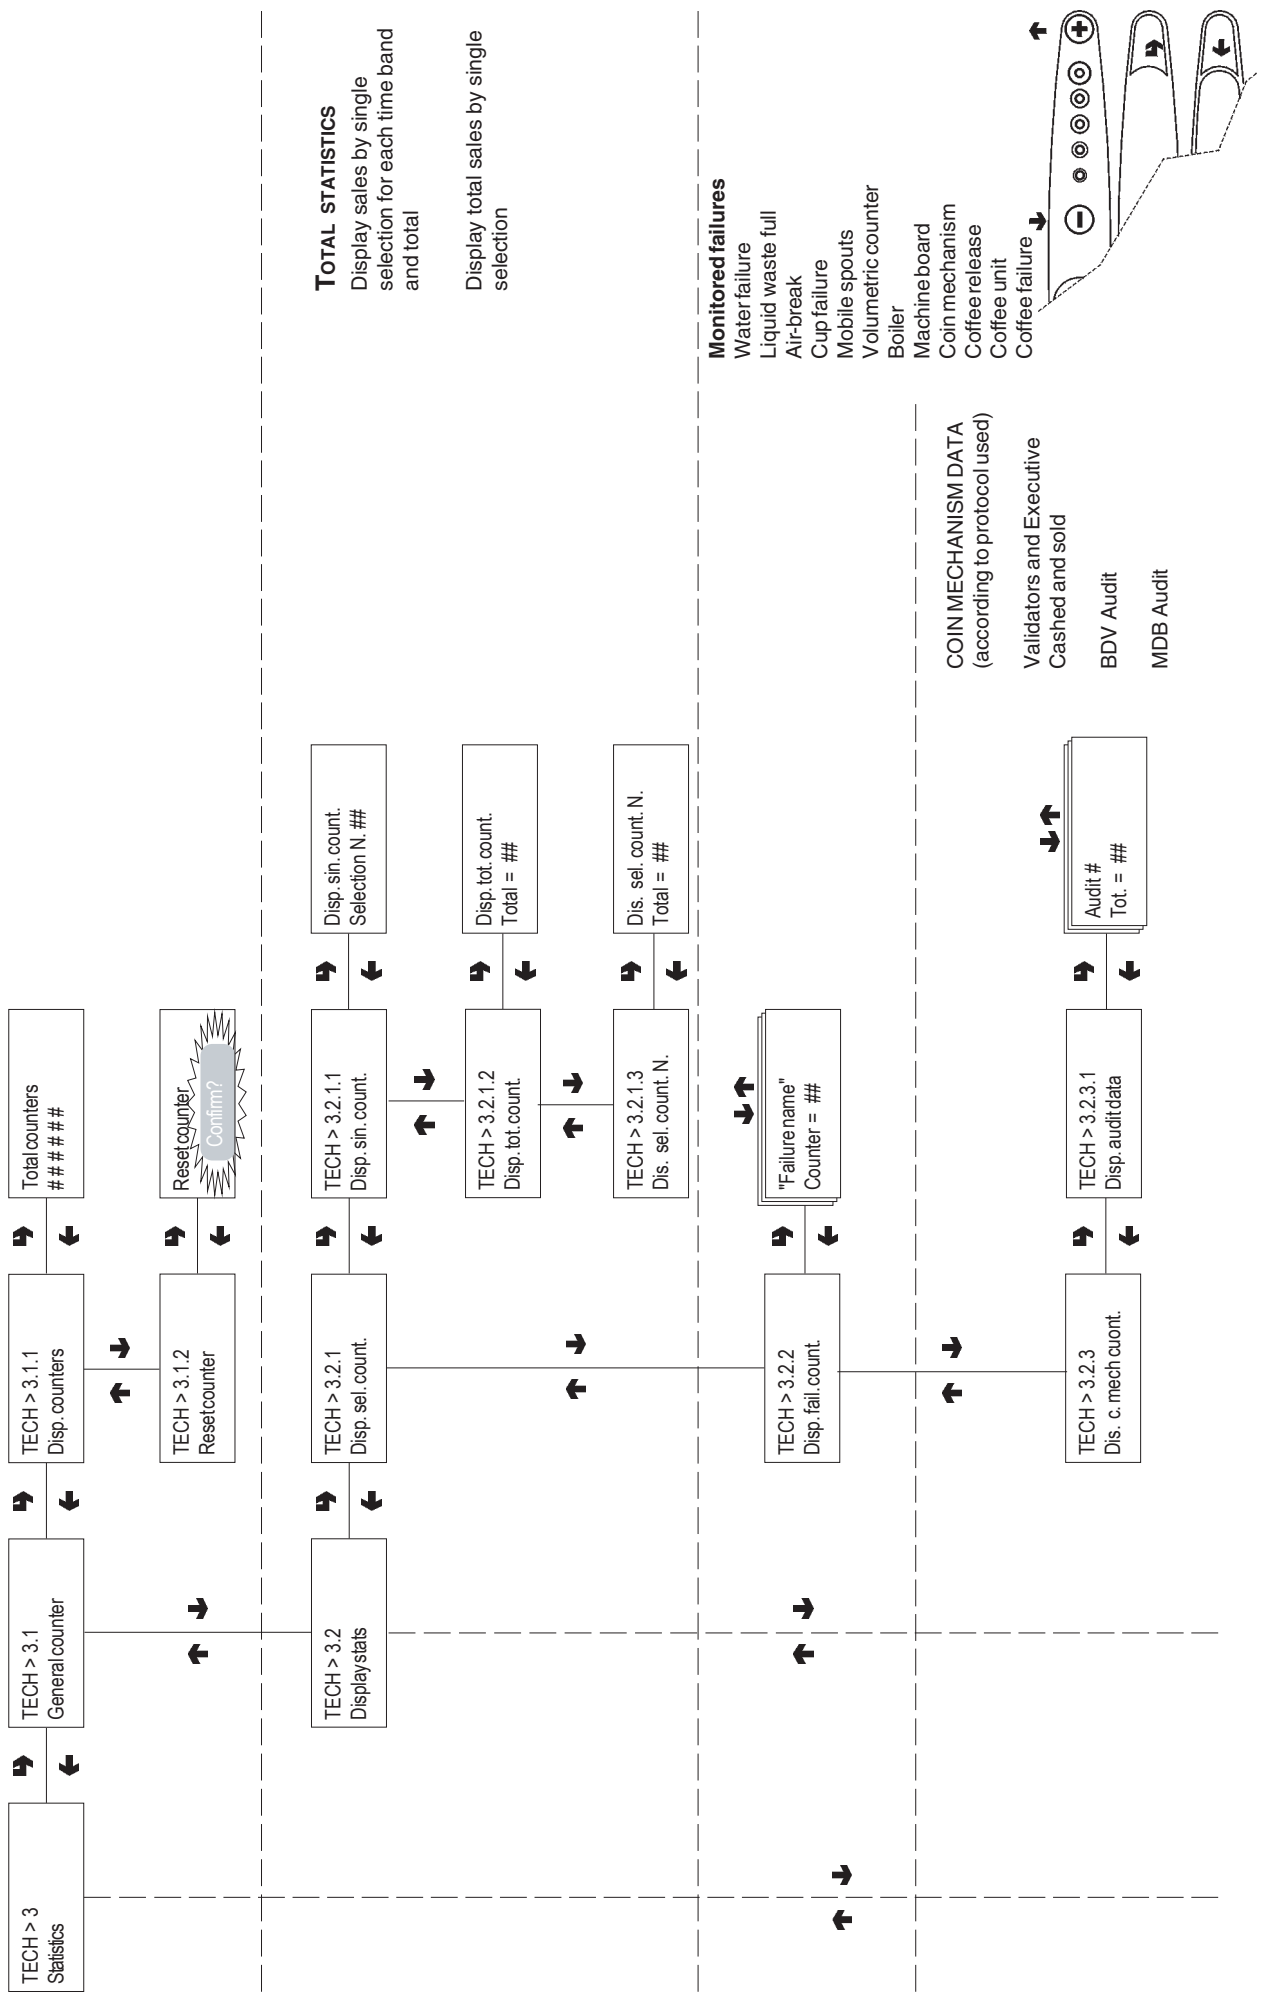 TECH > 3
Statistics
TECH > 3.1
General counter
TECH > 3.1.1
Disp. counters
Total counters
# # # # # #
TECH > 3.1.2
Reset counter
Reset counter
Confirm?
TECH > 3.2
Display stats
TECH > 3.2.1
Disp. sel. count.
TECH > 3.2.1.1
Disp. sin. count.
Disp. sin. count.
Selection N. ##
TECH > 3.2.1.2
Disp. tot. count.
Disp. tot. count.
Total = ##
TECH > 3.2.1.3
Dis. sel. count. N.
Dis. sel. count. N.
Total = ##
TOTAL STATISTICS
Display sales by single
selection for each time band
and total
Display total sales by single
selection
TECH > 3.2.2
Disp. fail. count.
"Failure name"
Counter = ##
Monitored failures
Water failure
Liquid waste full
Air-break
Cup failure
Mobile spouts
Volumetric counter
Boiler
Machine board
Coin mechanism
Coffee release
Coffee unit
Coffee failure
TECH > 3.2.3
Dis. c. mech cuont.
TECH > 3.2.3.1
Disp. audit data
Audit #
Tot. = ##
COIN MECHANISM DATA
(according to protocol used)
Validators and Executive
Cashed and sold
BDV Audit
MDB Audit